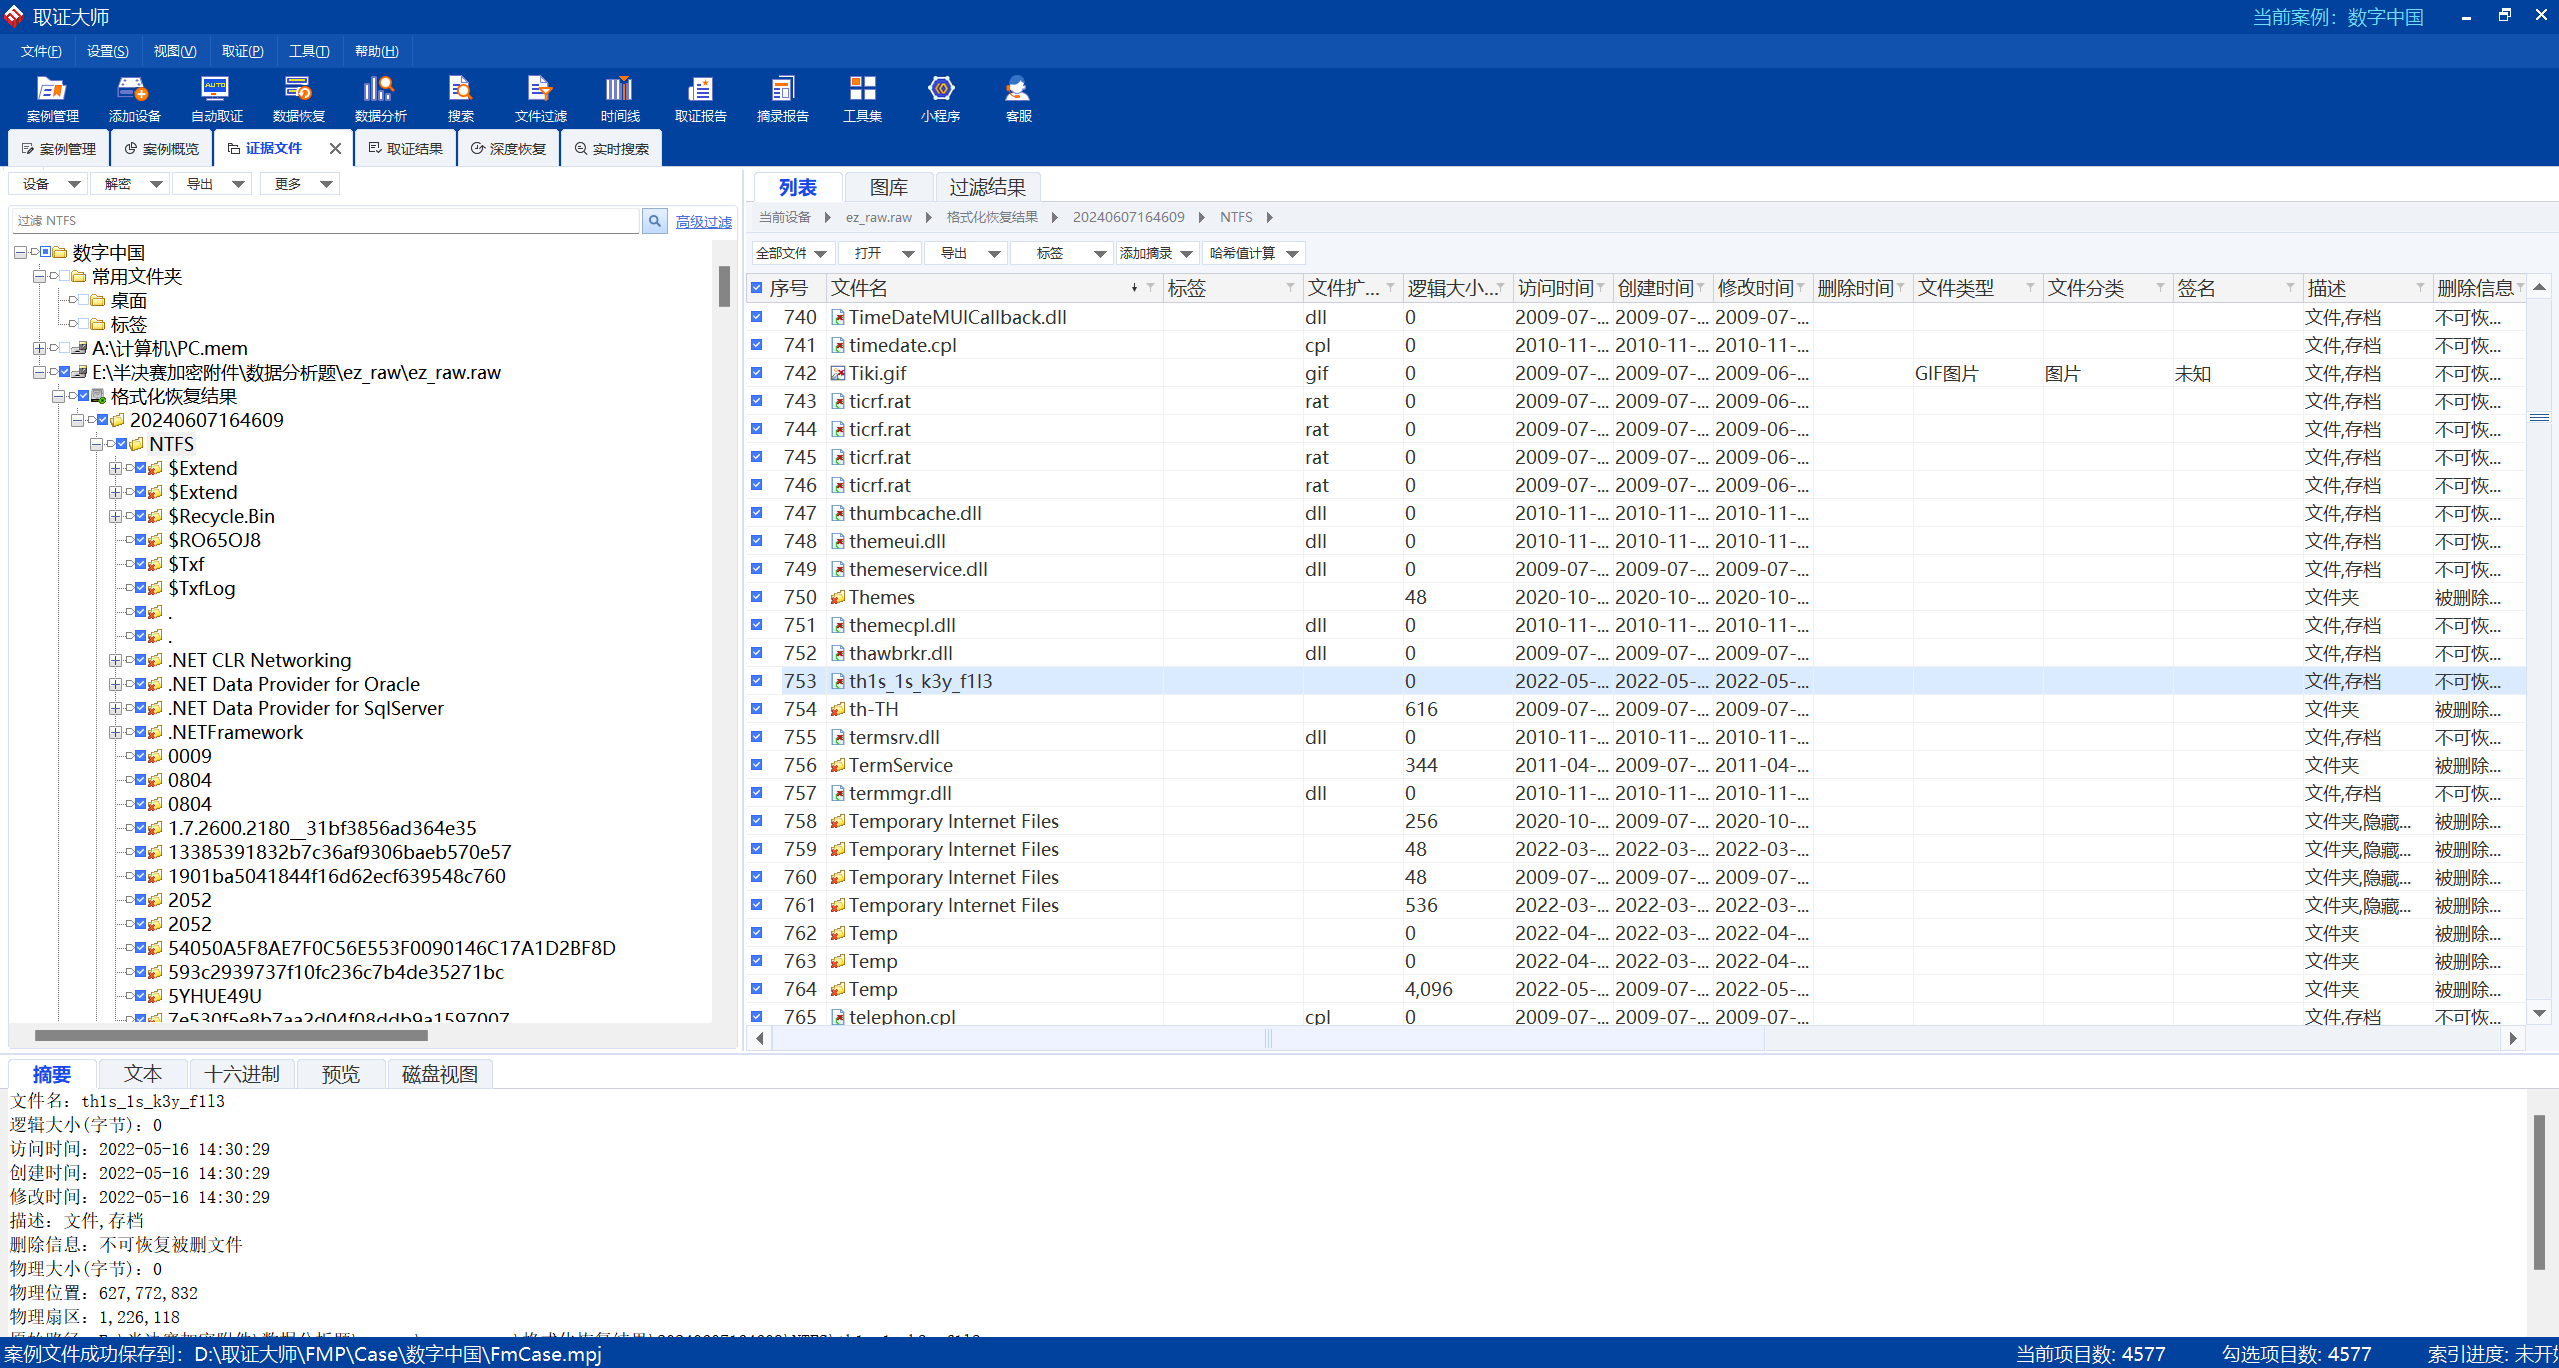 取证大师 当前案例：数字中国
文件(F) 设置(S) 视图(V) 取证(P) 工具(T) 帮助(H)
案例管理 添加设备 自动取证 数据恢复 数据分析 搜索 文件过滤 时间线 取证报告 摘录报告 工具集 小程序 客服
案例管理 案例概览 证据文件 取证结果 深度恢复 实时搜索
设备 解密 导出 更多
过滤 NTFS 高级过滤
数字中国
常用文件夹
桌面
标签
A:\计算机\PC.mem
E:\半决赛加密附件\数据分析题\ez_raw\ez_raw.raw
格式化恢复结果
20240607164609
NTFS
$Extend
$Extend
$Recycle.Bin
$RO65OJ8
$Txf
$TxfLog
.
.
.NET CLR Networking
.NET Data Provider for Oracle
.NET Data Provider for SqlServer
.NETFramework
0009
0804
0804
1.7.2600.2180__31bf3856ad364e35
13385391832b7c36af9306baeb570e57
1901ba5041844f16d62ecf639548c760
2052
2052
54050A5F8AE7F0C56E553F0090146C17A1D2BF8D
593c2939737f10fc236c7b4de35271bc
5YHUE49U
7e530f5e8b7aa2d04f08ddb9a1597007
列表 图库 过滤结果
当前设备 ez_raw.raw 格式化恢复结果 20240607164609 NTFS
全部文件 打开 导出 标签 添加摘录 哈希值计算
序号 文件名 标签 文件扩... 逻辑大小... 访问时间 创建时间 修改时间 删除时间 文件类型 文件分类 签名 描述 删除信息
740 TimeDateMUICallback.dll dll 0 2009-07-... 2009-07-... 2009-07-... 文件,存档 不可恢...
741 timedate.cpl cpl 0 2010-11-... 2010-11-... 2010-11-... 文件,存档 不可恢...
742 Tiki.gif gif 0 2009-07-... 2009-07-... 2009-06-... GIF图片 图片 未知 文件,存档 不可恢...
743 ticrf.rat rat 0 2009-07-... 2009-07-... 2009-06-... 文件,存档 不可恢...
744 ticrf.rat rat 0 2009-07-... 2009-07-... 2009-06-... 文件,存档 不可恢...
745 ticrf.rat rat 0 2009-07-... 2009-07-... 2009-06-... 文件,存档 不可恢...
746 ticrf.rat rat 0 2009-07-... 2009-07-... 2009-06-... 文件,存档 不可恢...
747 thumbcache.dll dll 0 2010-11-... 2010-11-... 2010-11-... 文件,存档 不可恢...
748 themeui.dll dll 0 2010-11-... 2010-11-... 2010-11-... 文件,存档 不可恢...
749 themeservice.dll dll 0 2009-07-... 2009-07-... 2009-07-... 文件,存档 不可恢...
750 Themes 48 2020-10-... 2020-10-... 2020-10-... 文件夹 被删除...
751 themecpl.dll dll 0 2010-11-... 2010-11-... 2010-11-... 文件,存档 不可恢...
752 thawbrkr.dll dll 0 2009-07-... 2009-07-... 2009-07-... 文件,存档 不可恢...
753 th1s_1s_k3y_f1l3 0 2022-05-... 2022-05-... 2022-05-... 文件,存档 不可恢...
754 th-TH 616 2009-07-... 2009-07-... 2009-07-... 文件夹 被删除...
755 termsrv.dll dll 0 2010-11-... 2010-11-... 2010-11-... 文件,存档 不可恢...
756 TermService 344 2011-04-... 2009-07-... 2011-04-... 文件夹 被删除...
757 termmgr.dll dll 0 2010-11-... 2010-11-... 2010-11-... 文件,存档 不可恢...
758 Temporary Internet Files 256 2020-10-... 2009-07-... 2020-10-... 文件夹,隐藏... 被删除...
759 Temporary Internet Files 48 2022-03-... 2022-03-... 2022-03-... 文件夹,隐藏... 被删除...
760 Temporary Internet Files 48 2009-07-... 2009-07-... 2009-07-... 文件夹,隐藏... 被删除...
761 Temporary Internet Files 536 2022-03-... 2022-03-... 2022-03-... 文件夹,隐藏... 被删除...
762 Temp 0 2022-04-... 2022-03-... 2022-04-... 文件夹 被删除...
763 Temp 0 2022-04-... 2022-03-... 2022-04-... 文件夹 被删除...
764 Temp 4,096 2022-05-... 2009-07-... 2022-05-... 文件夹 被删除...
765 telephon.cpl cpl 0 2009-07-... 2009-07-... 2009-07-... 文件,存档 不可恢...
摘要 文本 十六进制 预览 磁盘视图
文件名：th1s_1s_k3y_f1l3
逻辑大小(字节)：0
访问时间：2022-05-16 14:30:29
创建时间：2022-05-16 14:30:29
修改时间：2022-05-16 14:30:29
描述：文件,存档
删除信息：不可恢复被删文件
物理大小(字节)：0
物理位置：627,772,832
物理扇区：1,226,118
案例文件成功保存到：D:\取证大师\FMP\Case\数字中国\FmCase.mpj 当前项目数: 4577 勾选项目数: 4577 索引进度: 未开